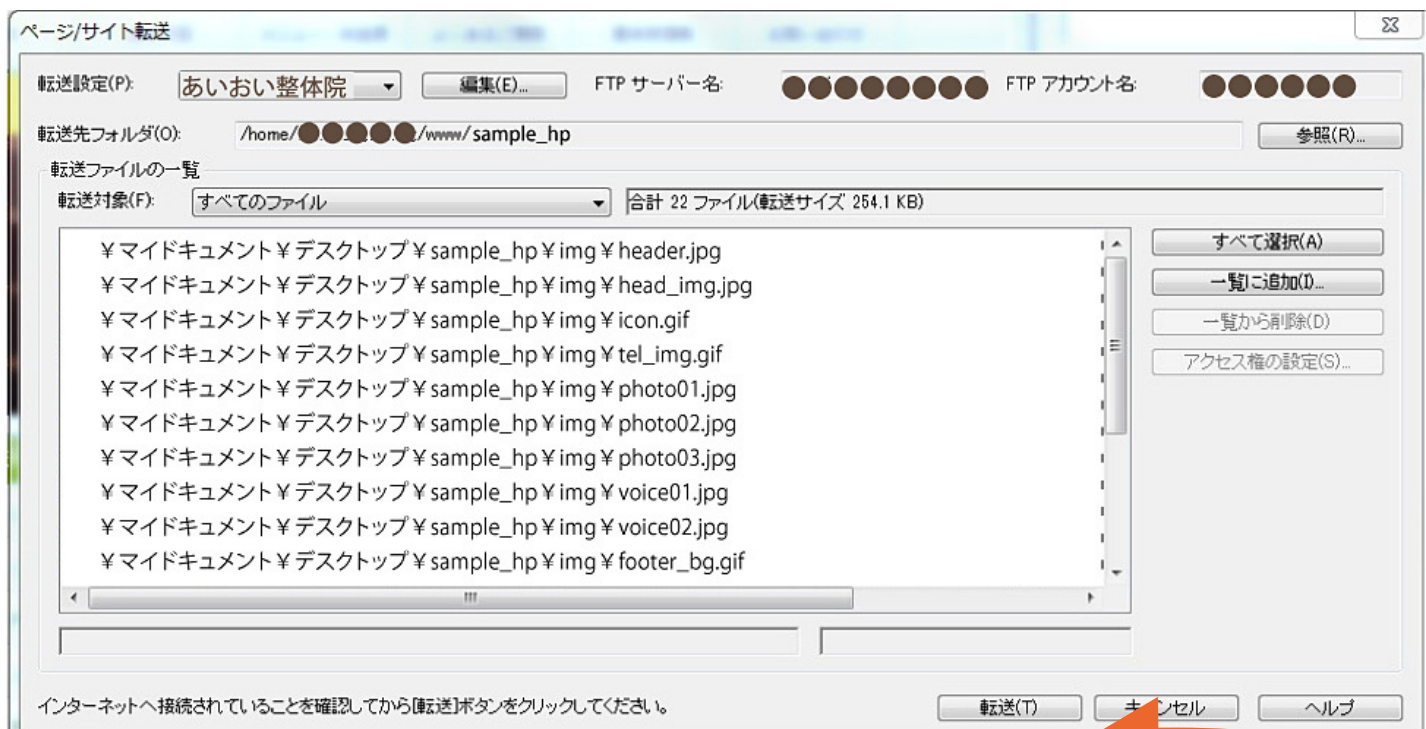 ページ/サイト転送
転送設定(P): あいおい整体院 編集(E)... FTP サーバー名: ●●●●●●●● FTP アカウント名: ●●●●●●
転送先フォルダ(O): /home/●●●●●/www/sample_hp 参照(R)...
転送ファイルの一覧
転送対象(F): すべてのファイル 合計 22 ファイル(転送サイズ 254.1 KB)
¥マイドキュメント¥デスクトップ¥sample_hp¥img¥header.jpg すべて選択(A)
¥マイドキュメント¥デスクトップ¥sample_hp¥img¥head_img.jpg 一覧に追加(I)...
¥マイドキュメント¥デスクトップ¥sample_hp¥img¥icon.gif 一覧から削除(D)
¥マイドキュメント¥デスクトップ¥sample_hp¥img¥tel_img.gif アクセス権の設定(S)...
¥マイドキュメント¥デスクトップ¥sample_hp¥img¥photo01.jpg
¥マイドキュメント¥デスクトップ¥sample_hp¥img¥photo02.jpg
¥マイドキュメント¥デスクトップ¥sample_hp¥img¥photo03.jpg
¥マイドキュメント¥デスクトップ¥sample_hp¥img¥voice01.jpg
¥マイドキュメント¥デスクトップ¥sample_hp¥img¥voice02.jpg
¥マイドキュメント¥デスクトップ¥sample_hp¥img¥footer_bg.gif
インターネットへ接続されていることを確認してから[転送]ボタンをクリックしてください。 転送(T) キャンセル ヘルプ